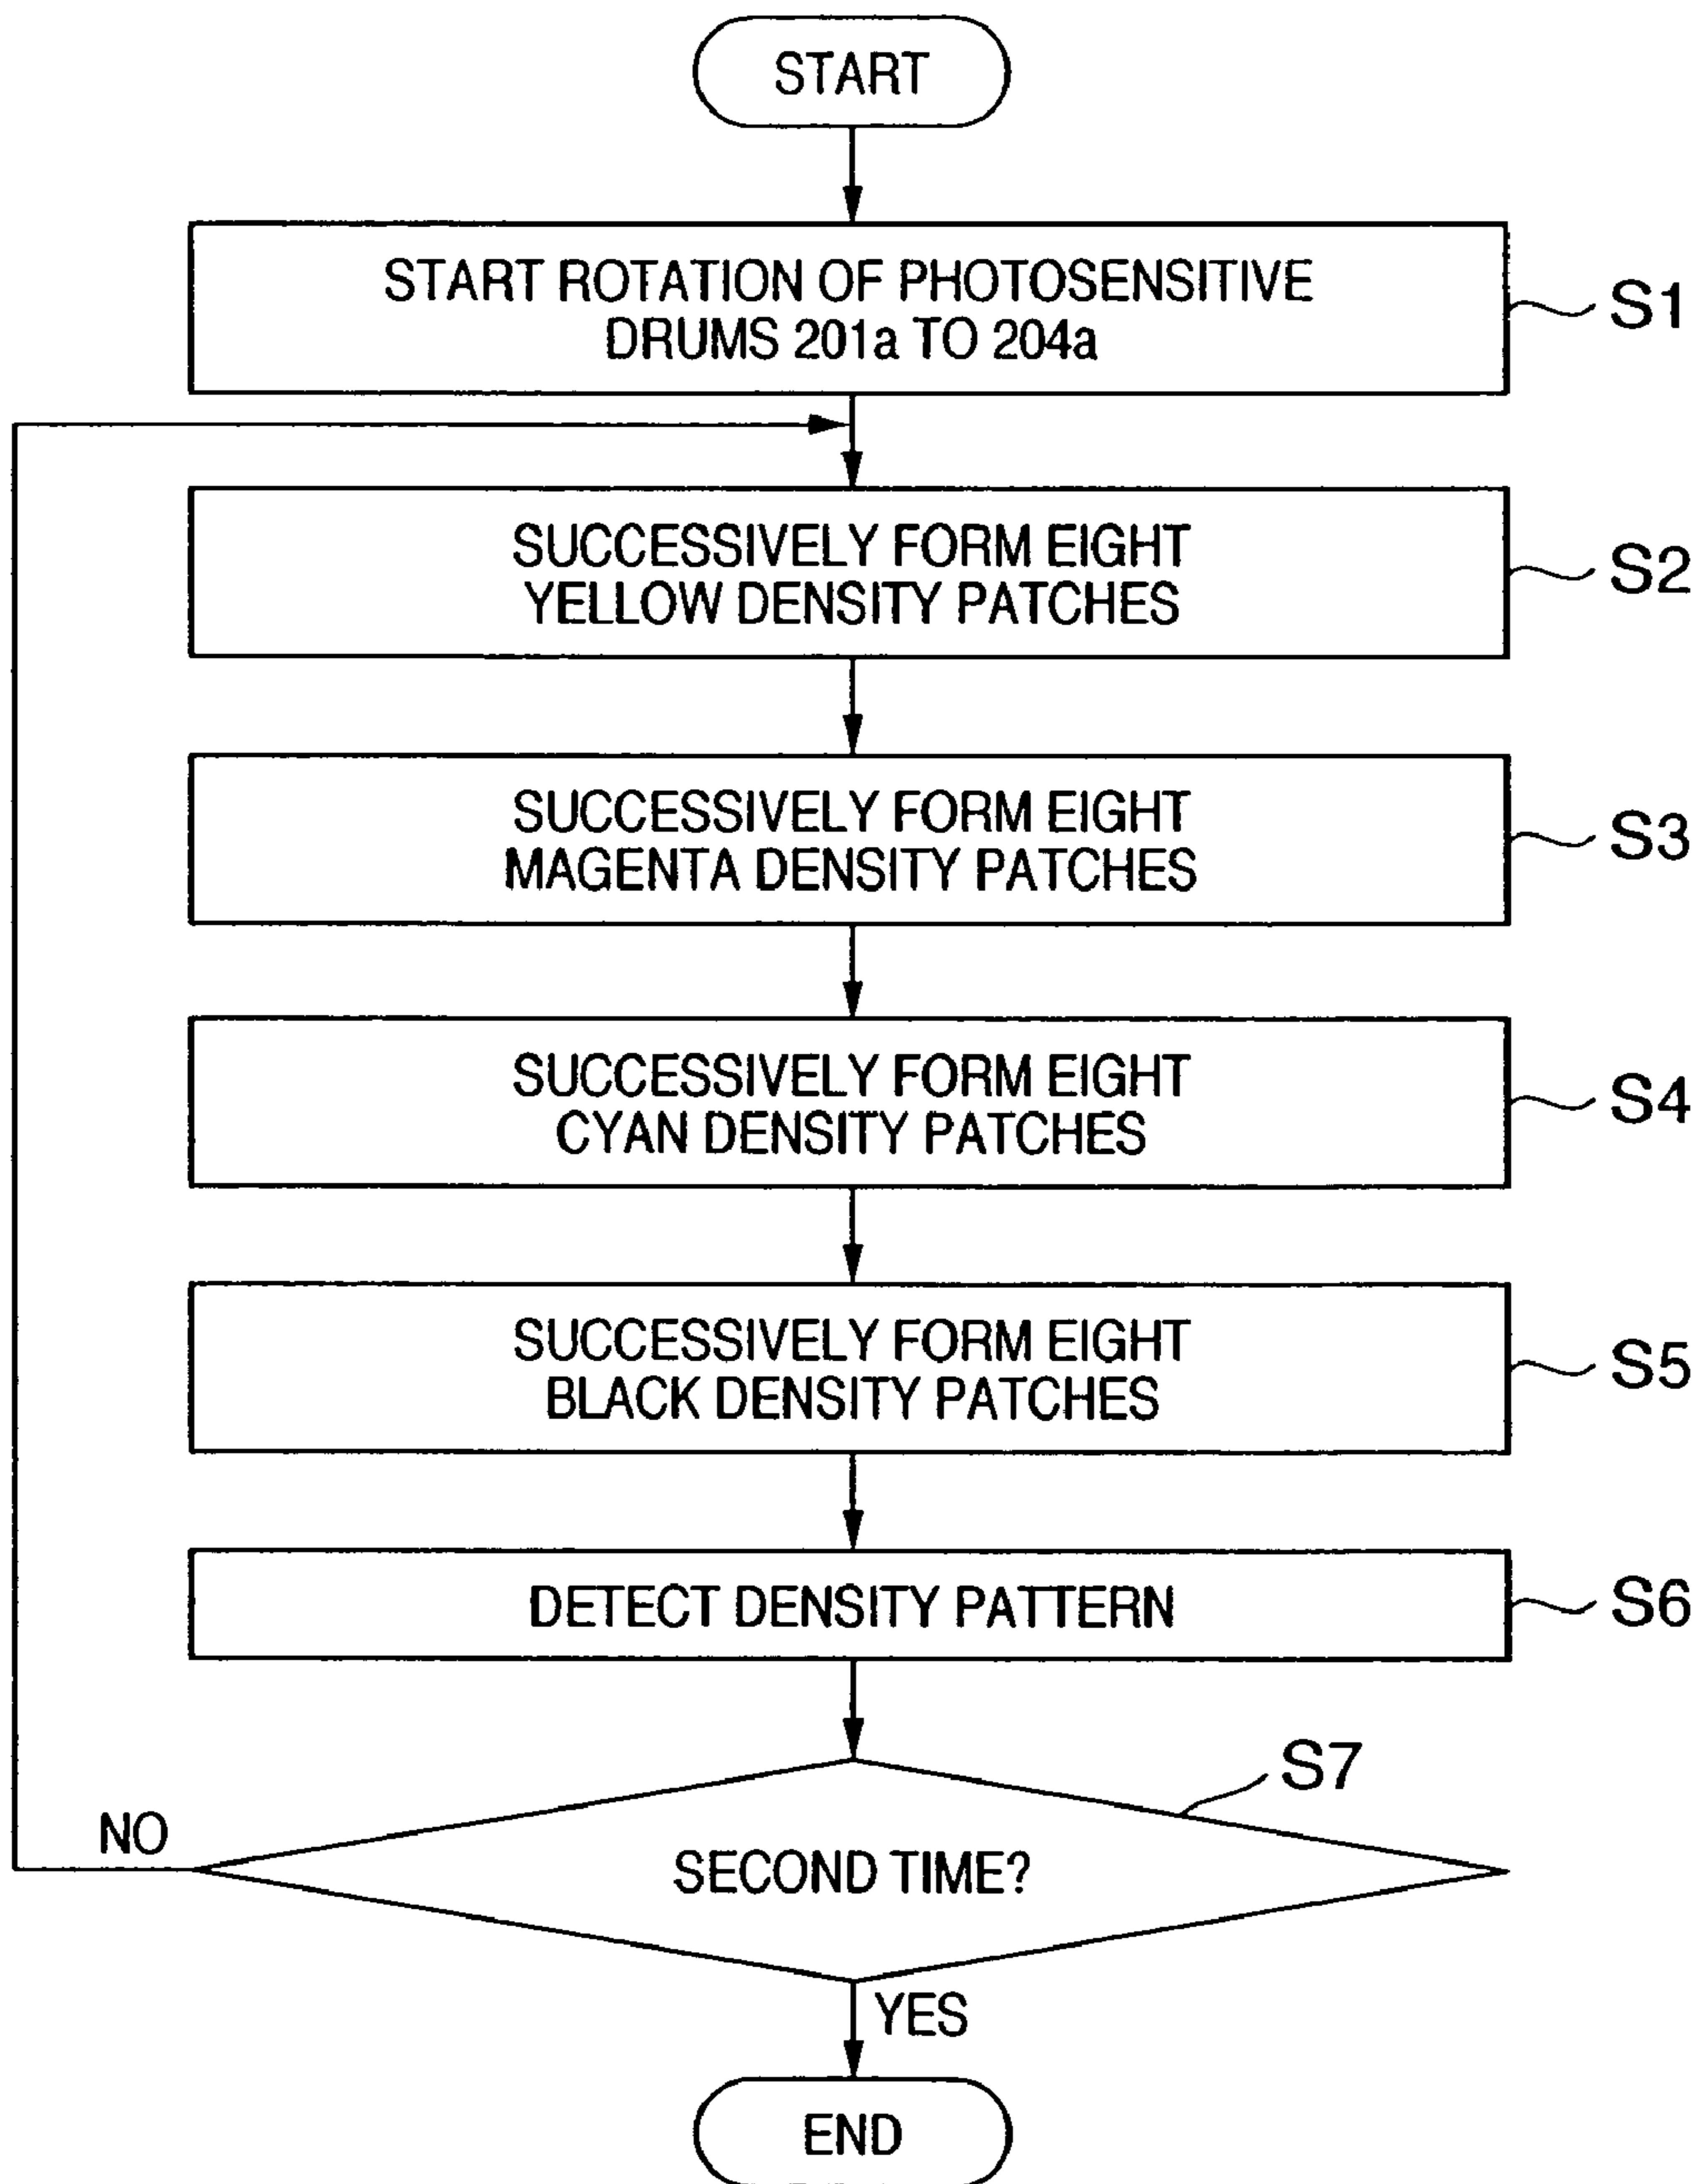 START
START ROTATION OF PHOTOSENSITIVE
DRUMS 201a TO 204a
S1
SUCCESSIVELY FORM EIGHT
YELLOW DENSITY PATCHES
S2
SUCCESSIVELY FORM EIGHT
MAGENTA DENSITY PATCHES
S3
SUCCESSIVELY FORM EIGHT
CYAN DENSITY PATCHES
S4
SUCCESSIVELY FORM EIGHT
BLACK DENSITY PATCHES
S5
DETECT DENSITY PATTERN
S6
S7
NO
SECOND TIME?
YES
END